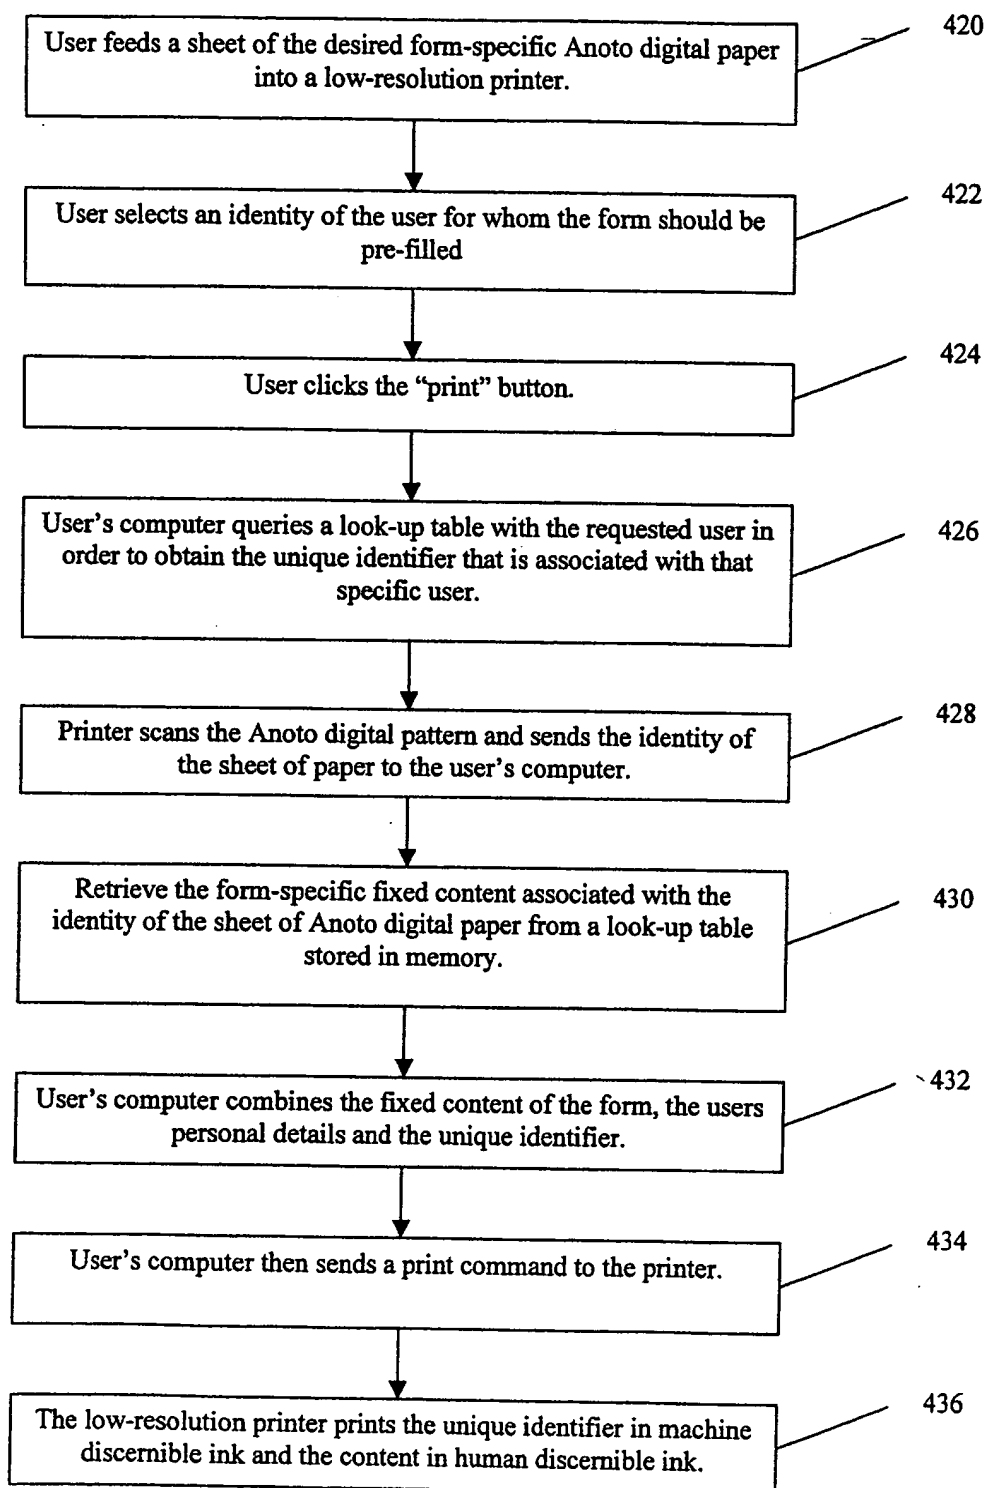 420
User feeds a sheet of the desired form-specific Anoto digital paper
into a low-resolution printer.
422
User selects an identity of the user for whom the form should be
pre-filled
424
User clicks the “print” button.
426
User’s computer queries a look-up table with the requested user in
order to obtain the unique identifier that is associated with that
specific user.
428
Printer scans the Anoto digital pattern and sends the identity of
the sheet of paper to the user’s computer.
430
Retrieve the form-specific fixed content associated with the
identity of the sheet of Anoto digital paper from a look-up table
stored in memory.
432
User’s computer combines the fixed content of the form, the users
personal details and the unique identifier.
434
User’s computer then sends a print command to the printer.
436
The low-resolution printer prints the unique identifier in machine
discernible ink and the content in human discernible ink.